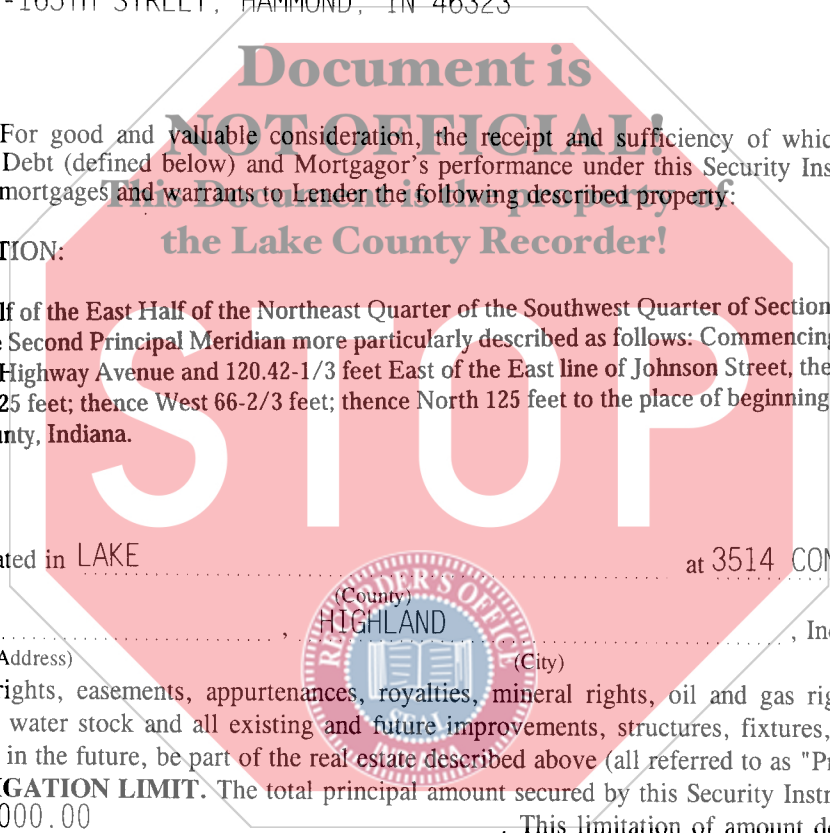 -165TH STREET, HAMMOND, IN 46323
Document is
NOT OFFICIAL!
This Document is the property of
the Lake County Recorder!
For good and valuable consideration, the receipt and sufficiency of whic
Debt (defined below) and Mortgagor's performance under this Security Ins
mortgages and warrants to Lender the following described property:
TION:
lf of the East Half of the Northeast Quarter of the Southwest Quarter of Section
e Second Principal Meridian more particularly described as follows: Commencing
Highway Avenue and 120.42-1/3 feet East of the East line of Johnson Street, the
25 feet; thence West 66-2/3 feet; thence North 125 feet to the place of beginning
unty, Indiana.
STOP
ated in LAKE at 3514 CON
(County)
, HIGHLAND , In
Address) (City)
RECORDER'S OFFICE
SEAL
INDIANA
rights, easements, appurtenances, royalties, mineral rights, oil and gas rig
water stock and all existing and future improvements, structures, fixtures,
in the future, be part of the real estate described above (all referred to as "Pr
IGATION LIMIT. The total principal amount secured by this Security Instr
000.00 . This limitation of amount do